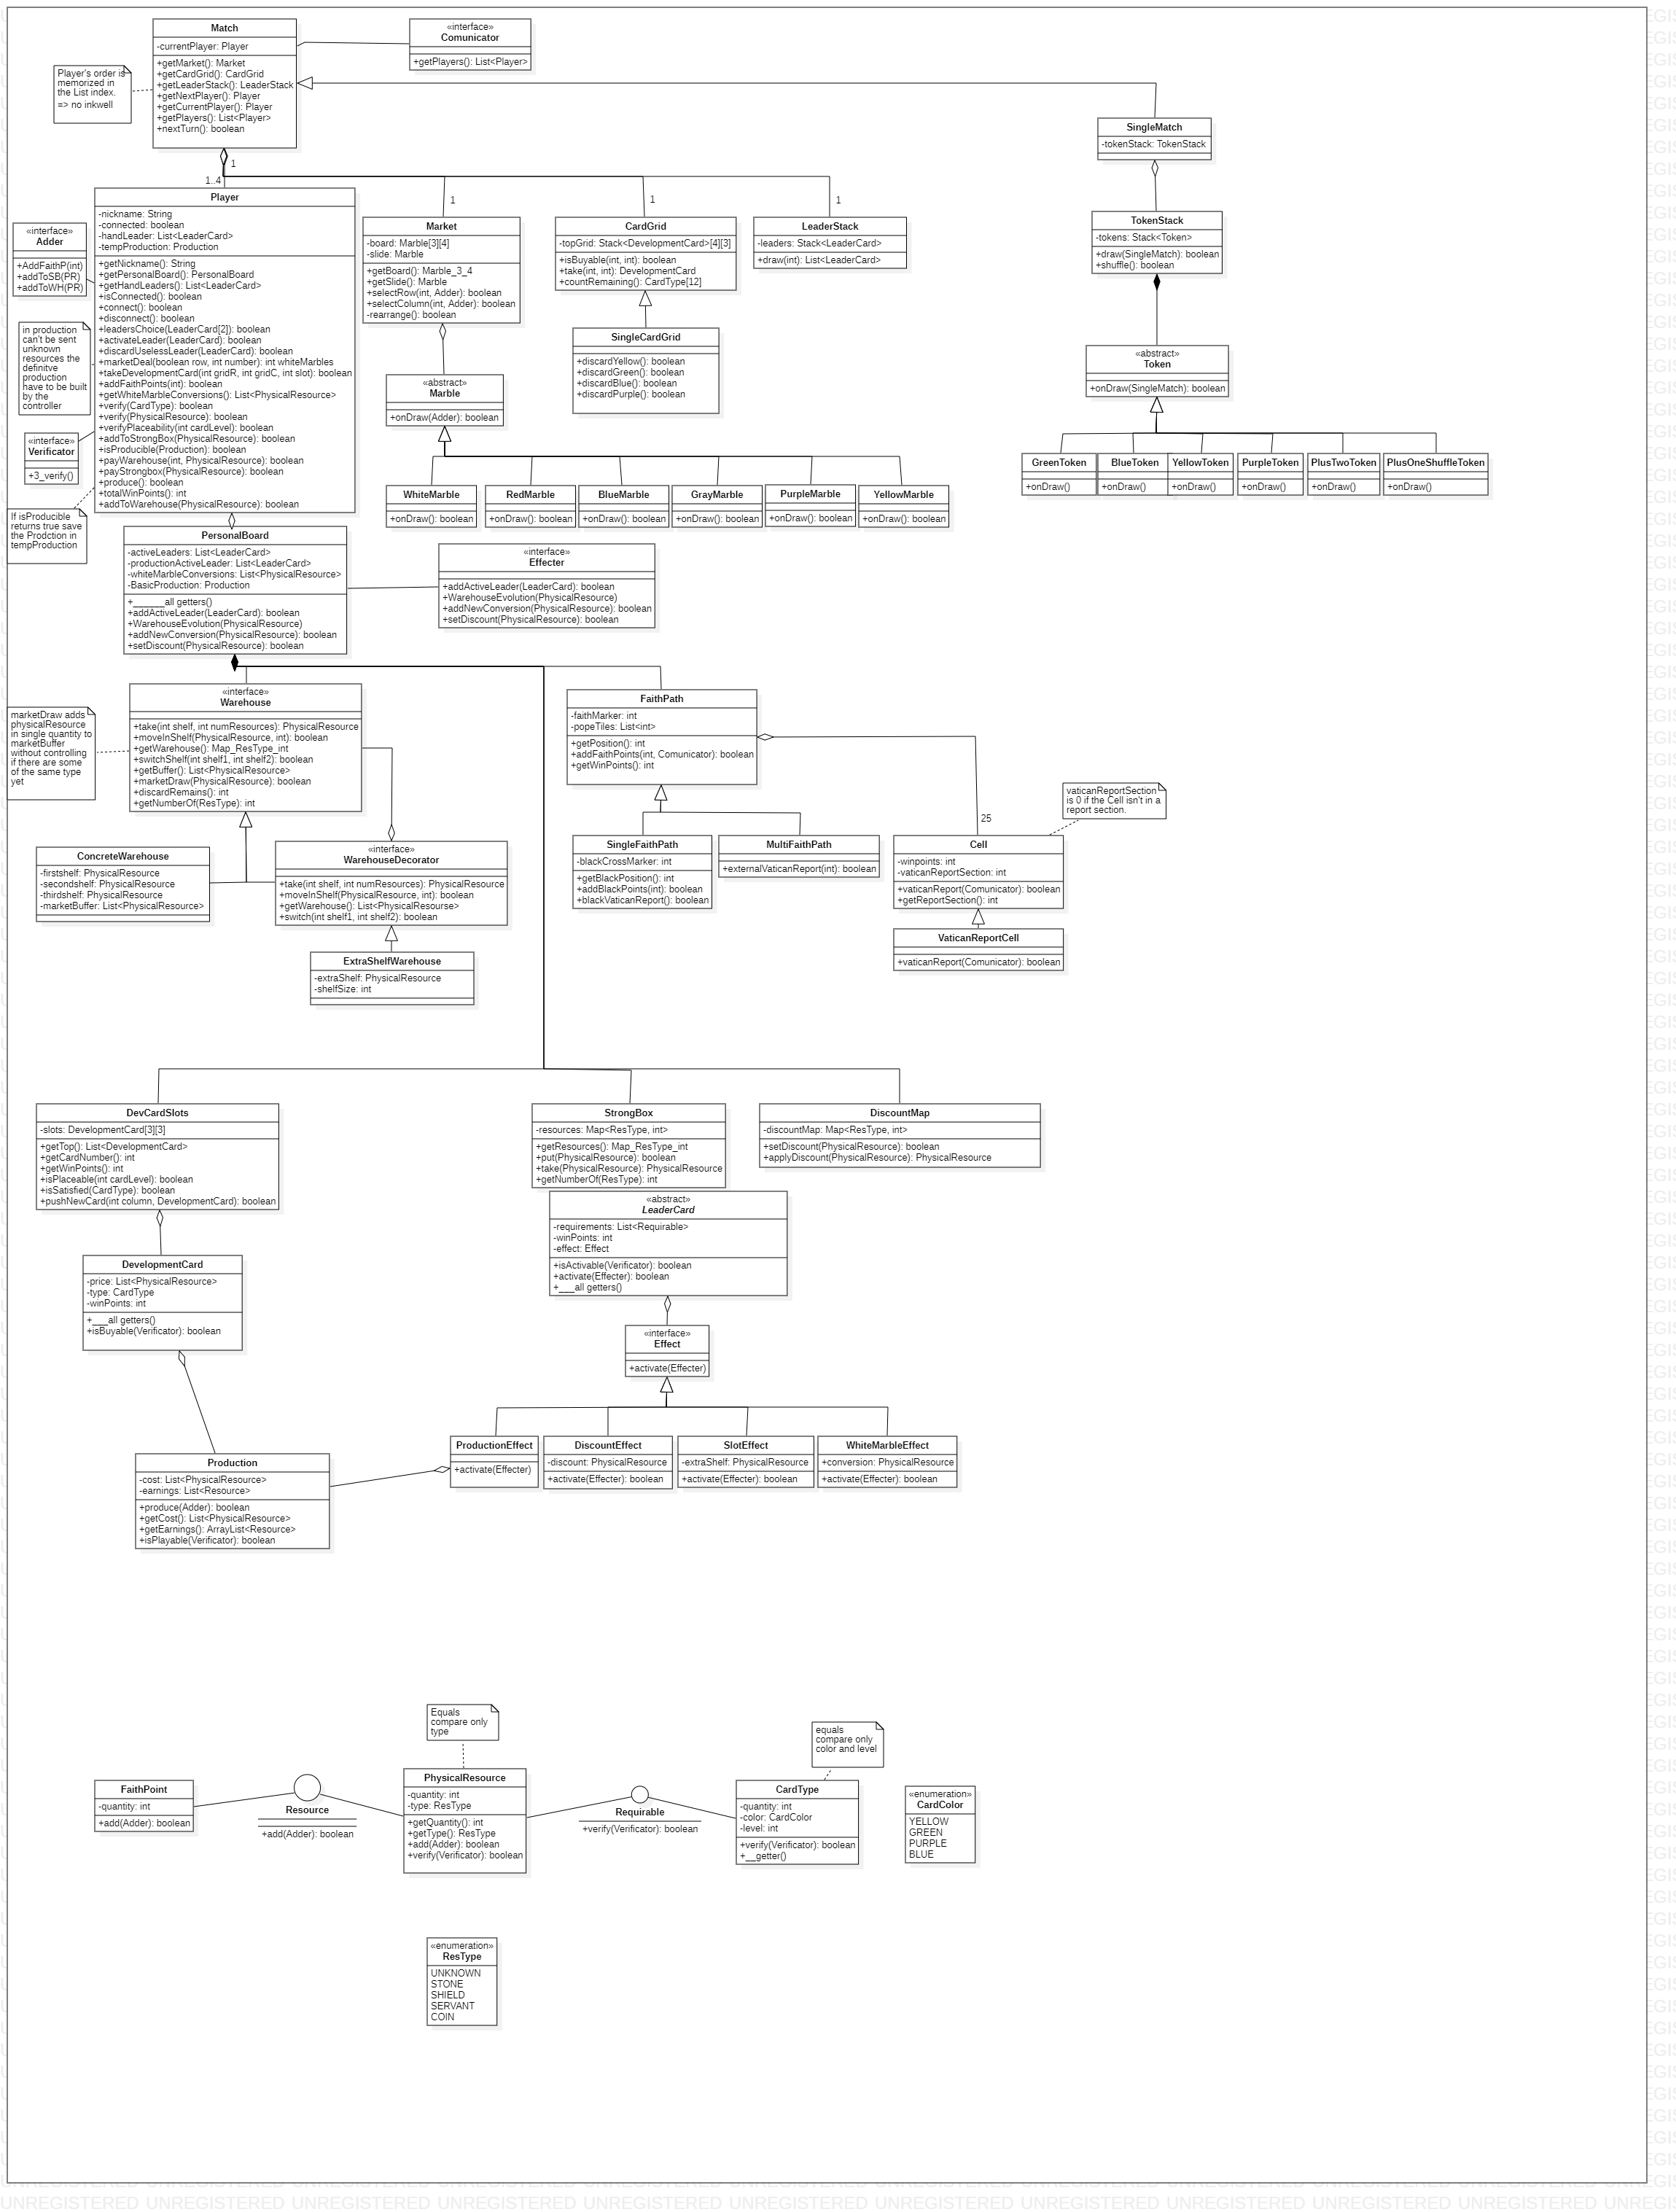 Match
-currentPlayer: Player
+getMarket(): Market
+getCardGrid(): CardGrid
+getLeaderStack(): LeaderStack
+getNextPlayer(): Player
+getCurrentPlayer(): Player
+getPlayers(): List<Player>
+nextTurn(): boolean
«interface»
Comunicator
+getPlayers(): List<Player>
Player's order is
memorized in
the List index.
=> no inkwell
SingleMatch
-tokenStack: TokenStack
1
1..4
1
1
1
Player
-nickname: String
-connected: boolean
-handLeader: List<LeaderCard>
-tempProduction: Production
+getNickname(): String
+getPersonalBoard(): PersonalBoard
+getHandLeaders(): List<LeaderCard>
+isConnected(): boolean
+connect(): boolean
+disconnect(): boolean
+leadersChoice(LeaderCard[2]): boolean
+activateLeader(LeaderCard): boolean
+discardUselessLeader(LeaderCard): boolean
+marketDeal(boolean row, int number): int whiteMarbles
+takeDevelopmentCard(int gridR, int gridC, int slot): boolean
+addFaithPoints(int): boolean
+getWhiteMarbleConversions(): List<PhysicalResource>
+verify(CardType): boolean
+verify(PhysicalResource): boolean
+verifyPlaceability(int cardLevel): boolean
+addToStrongBox(PhysicalResource): boolean
+isProducible(Production): boolean
+payWarehouse(int, PhysicalResource): boolean
+payStrongbox(PhysicalResource): boolean
+produce(): boolean
+totalWinPoints(): int
+addToWarehouse(PhysicalResource): boolean
«interface»
Adder
+AddFaithP(int)
+addToSB(PR)
+addToWH(PR)
in production
can't be sent
unknown
resources the
definitve
production
have to be built
by the
controller
«interface»
Verificator
+3_verify()
If isProducible
returns true save
the Prodction in
tempProduction
Market
-board: Marble[3][4]
-slide: Marble
+getBoard(): Marble_3_4
+getSlide(): Marble
+selectRow(int, Adder): boolean
+selectColumn(int, Adder): boolean
-rearrange(): boolean
CardGrid
-topGrid: Stack<DevelopmentCard>[4][3]
+isBuyable(int, int): boolean
+take(int, int): DevelopmentCard
+countRemaining(): CardType[12]
LeaderStack
-leaders: Stack<LeaderCard>
+draw(int): List<LeaderCard>
TokenStack
-tokens: Stack<Token>
+draw(SingleMatch): boolean
+shuffle(): boolean
SingleCardGrid
+discardYellow(): boolean
+discardGreen(): boolean
+discardBlue(): boolean
+discardPurple(): boolean
«abstract»
Marble
+onDraw(Adder): boolean
«abstract»
Token
+onDraw(SingleMatch): boolean
WhiteMarble
+onDraw(): boolean
RedMarble
+onDraw(): boolean
BlueMarble
+onDraw(): boolean
GrayMarble
+onDraw(): boolean
PurpleMarble
+onDraw(): boolean
YellowMarble
+onDraw(): boolean
GreenToken
+onDraw()
BlueToken
+onDraw()
YellowToken
+onDraw()
PurpleToken
+onDraw()
PlusTwoToken
+onDraw()
PlusOneShuffleToken
+onDraw()
PersonalBoard
-activeLeaders: List<LeaderCard>
-productionActiveLeader: List<LeaderCard>
-whiteMarbleConversions: List<PhysicalResource>
-BasicProduction: Production
+______all getters()
+addActiveLeader(LeaderCard): boolean
+WarehouseEvolution(PhysicalResource)
+addNewConversion(PhysicalResource): boolean
+setDiscount(PhysicalResource): boolean
«interface»
Effecter
+addActiveLeader(LeaderCard): boolean
+WarehouseEvolution(PhysicalResource)
+addNewConversion(PhysicalResource): boolean
+setDiscount(PhysicalResource): boolean
marketDraw adds
physicalResource
in single quantity to
marketBuffer
without controlling
if there are some
of the same type
yet
«interface»
Warehouse
+take(int shelf, int numResources): PhysicalResource
+moveInShelf(PhysicalResource, int): boolean
+getWarehouse(): Map_ResType_int
+switchShelf(int shelf1, int shelf2): boolean
+getBuffer(): List<PhysicalResource>
+marketDraw(PhysicalResource): boolean
+discardRemains(): int
+getNumberOf(ResType): int
FaithPath
-faithMarker: int
-popeTiles: List<int>
+getPosition(): int
+addFaithPoints(int, Comunicator): boolean
+getWinPoints(): int
25
vaticanReportSection
is 0 if the Cell isn't in a
report section.
ConcreteWarehouse
-firstshelf: PhysicalResource
-secondshelf: PhysicalResource
-thirdshelf: PhysicalResource
-marketBuffer: List<PhysicalResource>
«interface»
WarehouseDecorator
+take(int shelf, int numResources): PhysicalResource
+moveInShelf(PhysicalResource, int): boolean
+getWarehouse(): List<PhysicalResourse>
+switch(int shelf1, int shelf2): boolean
SingleFaithPath
-blackCrossMarker: int
+getBlackPosition(): int
+addBlackPoints(int): boolean
+blackVaticanReport(): boolean
MultiFaithPath
+externalVaticanReport(int): boolean
Cell
-winpoints: int
-vaticanReportSection: int
+vaticanReport(Comunicator): boolean
+getReportSection(): int
VaticanReportCell
+vaticanReport(Comunicator): boolean
ExtraShelfWarehouse
-extraShelf: PhysicalResource
-shelfSize: int
DevCardSlots
-slots: DevelopmentCard[3][3]
+getTop(): List<DevelopmentCard>
+getCardNumber(): int
+getWinPoints(): int
+isPlaceable(int cardLevel): boolean
+isSatisfied(CardType): boolean
+pushNewCard(int column, DevelopmentCard): boolean
StrongBox
-resources: Map<ResType, int>
+getResources(): Map_ResType_int
+put(PhysicalResource): boolean
+take(PhysicalResource): PhysicalResource
+getNumberOf(ResType): int
DiscountMap
-discountMap: Map<ResType, int>
+setDiscount(PhysicalResource): boolean
+applyDiscount(PhysicalResource): PhysicalResource
«abstract»
LeaderCard
-requirements: List<Requirable>
-winPoints: int
-effect: Effect
+isActivable(Verificator): boolean
+activate(Effecter): boolean
+___all getters()
DevelopmentCard
-price: List<PhysicalResource>
-type: CardType
-winPoints: int
+___all getters()
+isBuyable(Verificator): boolean
«interface»
Effect
+activate(Effecter)
ProductionEffect
+activate(Effecter)
DiscountEffect
-discount: PhysicalResource
+activate(Effecter): boolean
SlotEffect
-extraShelf: PhysicalResource
+activate(Effecter): boolean
WhiteMarbleEffect
+conversion: PhysicalResource
+activate(Effecter): boolean
Production
-cost: List<PhysicalResource>
-earnings: List<Resource>
+produce(Adder): boolean
+getCost(): List<PhysicalResource>
+getEarnings(): ArrayList<Resource>
+isPlayable(Verificator): boolean
Equals
compare only
type
equals
compare only
color and level
FaithPoint
-quantity: int
+add(Adder): boolean
Resource
+add(Adder): boolean
PhysicalResource
-quantity: int
-type: ResType
+getQuantity(): int
+getType(): ResType
+add(Adder): boolean
+verify(Verificator): boolean
Requirable
+verify(Verificator): boolean
CardType
-quantity: int
-color: CardColor
-level: int
+verify(Verificator): boolean
+__getter()
«enumeration»
CardColor
YELLOW
GREEN
PURPLE
BLUE
«enumeration»
ResType
UNKNOWN
STONE
SHIELD
SERVANT
COIN
UNREGISTERED UNREGISTERED UNREGISTERED UNREGISTERED UNREGISTERED UNREGISTERED UNREGISTERED UNREGISTERED UNREGISTERED UNREGISTERED UNREGISTERED